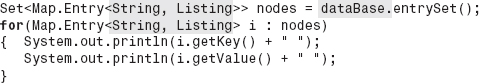 Set<Map.Entry<String, Listing>> nodes = dataBase.entrySet();
for(Map.Entry<String, Listing> i : nodes)
{  System.out.println(i.getKey() + " ");
   System.out.println(i.getValue() + " ");
}